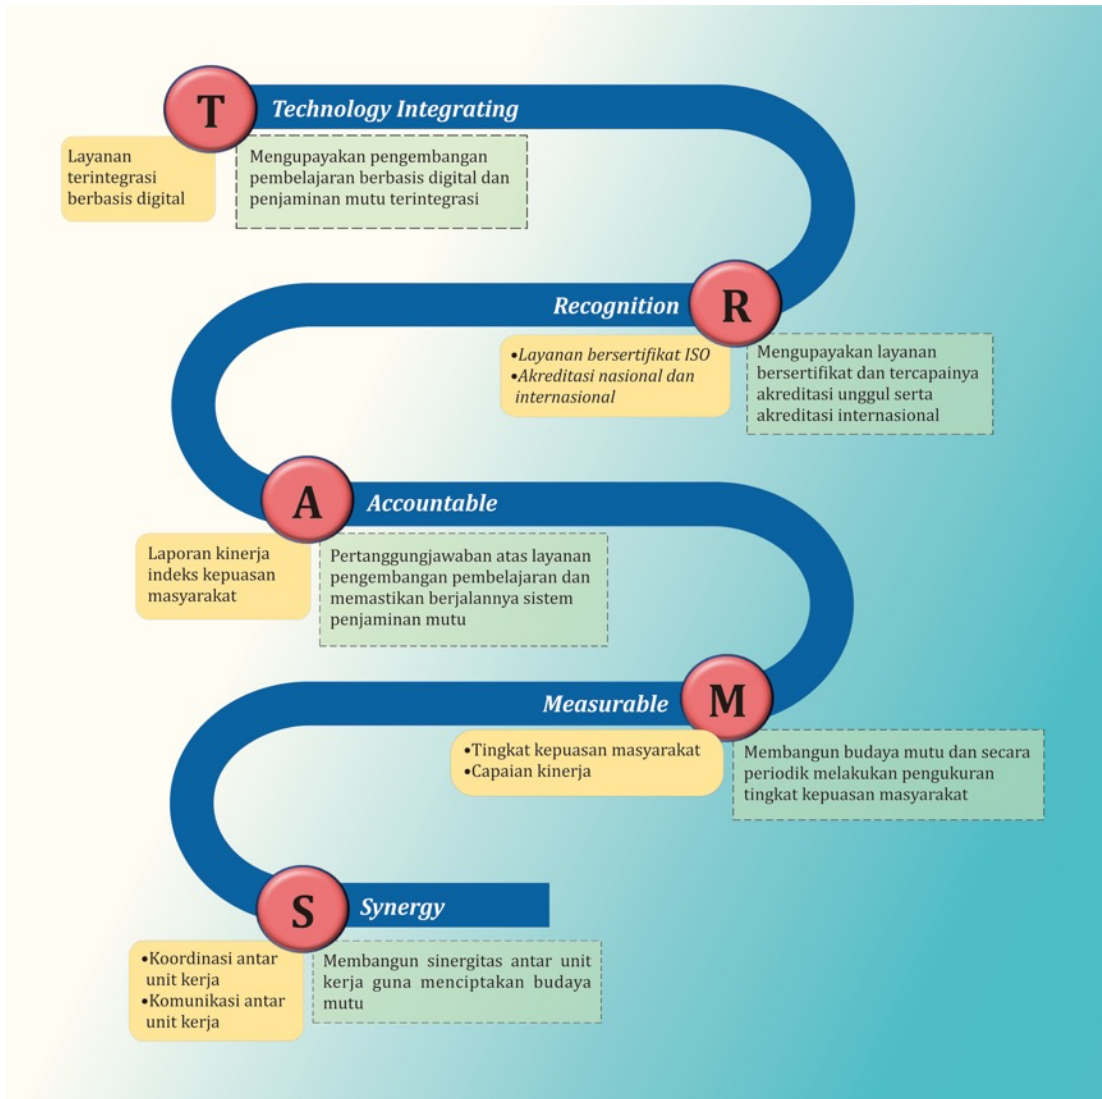 T
Technology Integrating
Layanan
terintegrasi
berbasis digital
Mengupayakan pengembangan
pembelajaran berbasis digital dan
penjaminan mutu terintegrasi
Recognition
R
•Layanan bersertifikat ISO
•Akreditasi nasional dan
internasional
Mengupayakan layanan
bersertifikat dan tercapainya
akreditasi unggul serta
akreditasi internasional
A
Accountable
Laporan kinerja
indeks kepuasan
masyarakat
Pertanggungjawaban atas layanan
pengembangan pembelajaran dan
memastikan berjalannya sistem
penjaminan mutu
Measurable
M
•Tingkat kepuasan masyarakat
•Capaian kinerja
Membangun budaya mutu dan secara
periodik melakukan pengukuran
tingkat kepuasan masyarakat
S
Synergy
•Koordinasi antar
unit kerja
•Komunikasi antar
unit kerja
Membangun sinergitas antar unit
kerja guna menciptakan budaya
mutu